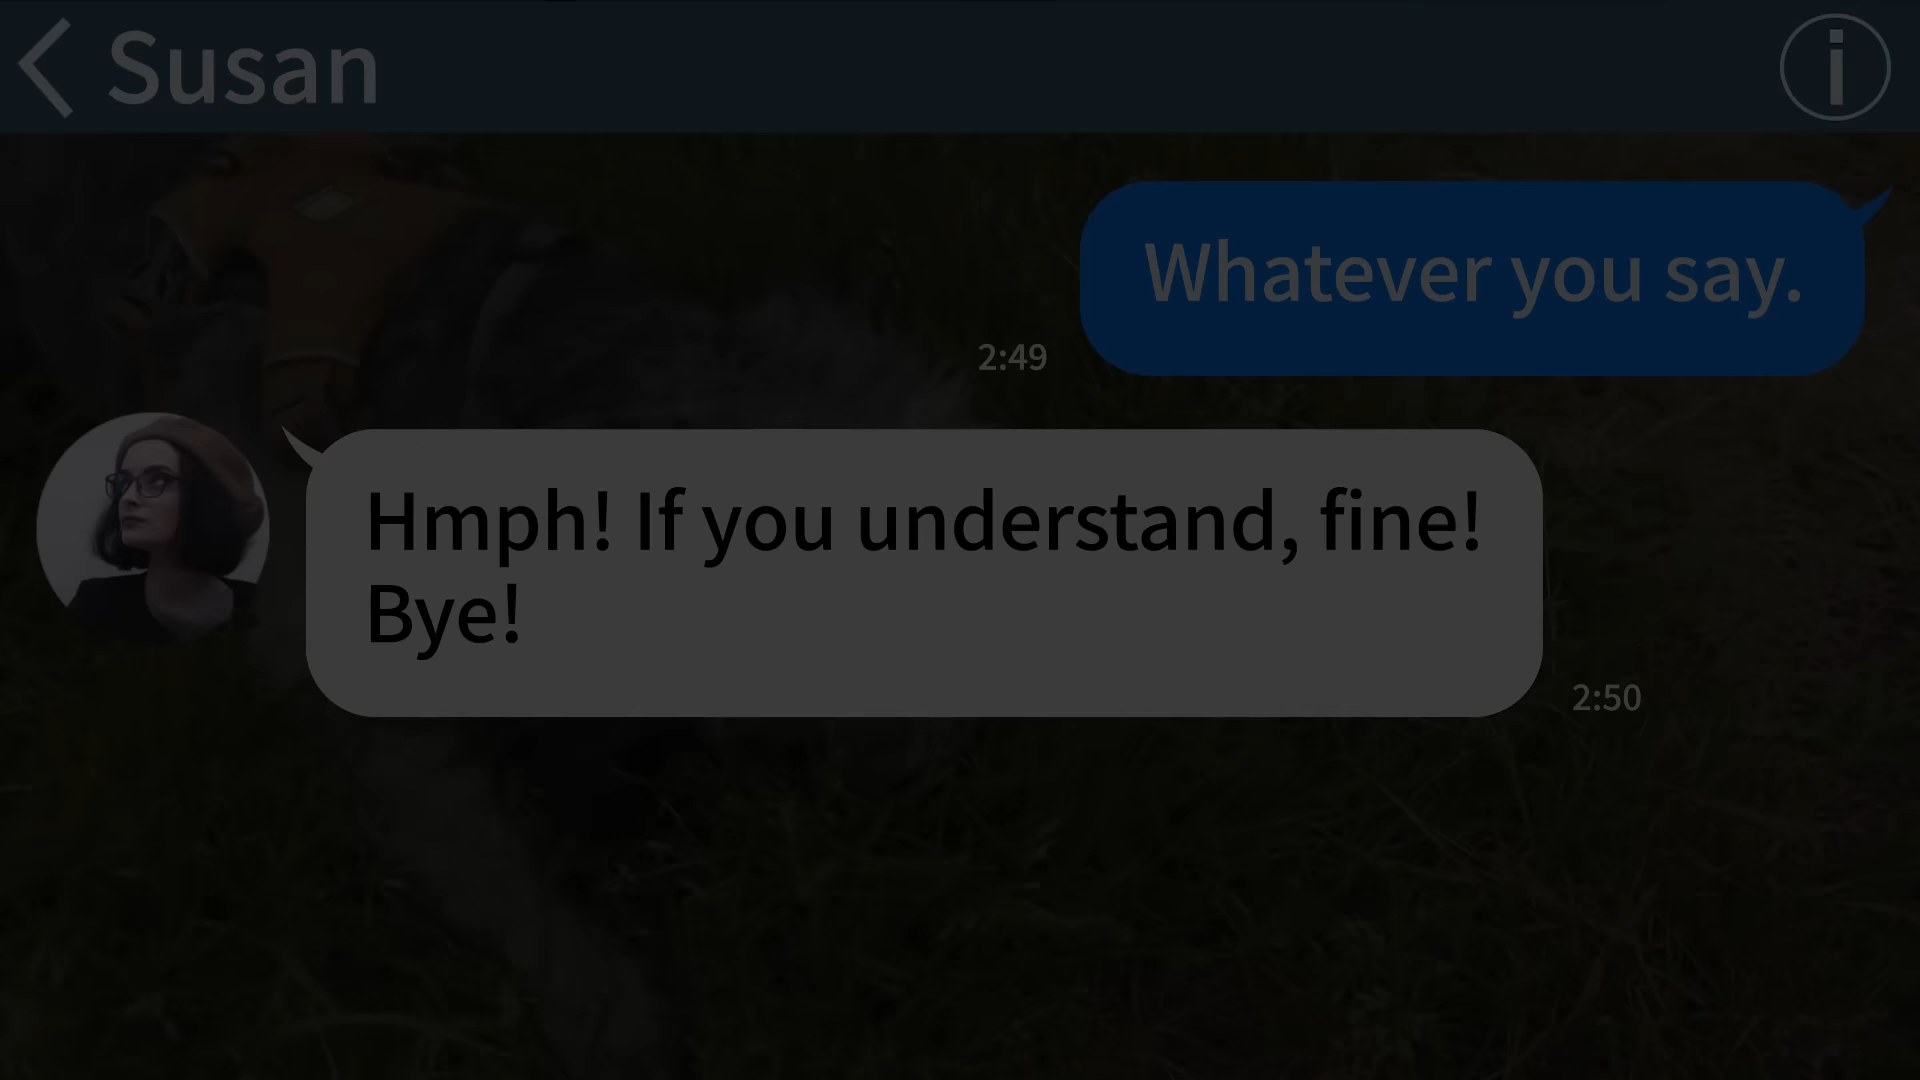 Susan
Whatever you say.
2:49
Hmph! If you understand, fine!
Bye!
2:50